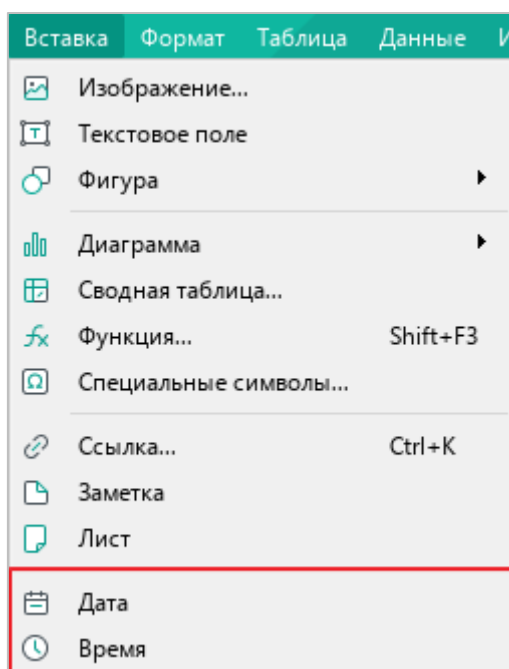 Вставка Формат Таблица Данные
Изображение...
Текстовое поле
Фигура
Диаграмма
Сводная таблица...
Функция... Shift+F3
Специальные символы...
Ссылка... Ctrl+K
Заметка
Лист
Дата
Время